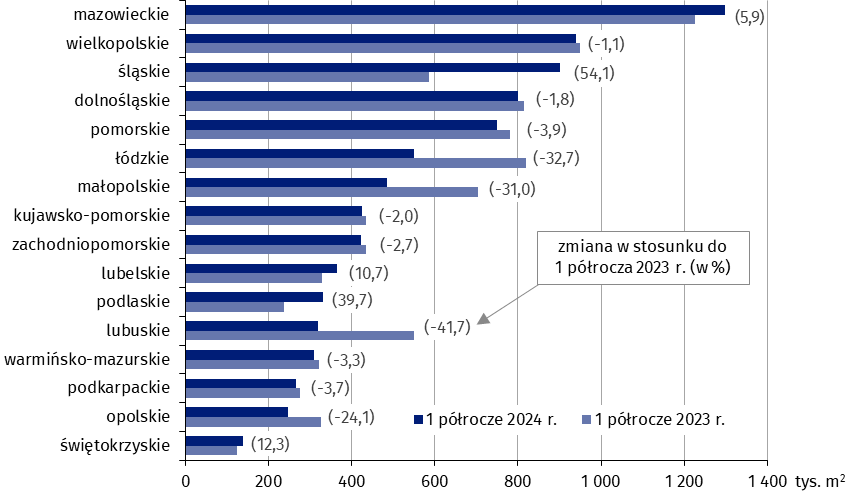 mazowieckie (5,9)
wielkopolskie (-1,1)
śląskie (54,1)
dolnośląskie (-1,8)
pomorskie (-3,9)
łódzkie (-32,7)
małopolskie (-31,0)
kujawsko-pomorskie (-2,0)
zachodniopomorskie (-2,7)
zmiana w stosunku do
1 półrocza 2023 r. (w %)
lubelskie (10,7)
podlaskie (39,7)
lubuskie (-41,7)
warmińsko-mazurskie (-3,3)
podkarpackie (-3,7)
opolskie (-24,1)
1 półrocze 2024 r. 1 półrocze 2023 r.
świętokrzyskie (12,3)
0 200 400 600 800 1 000 1 200 1 400 tys. m²